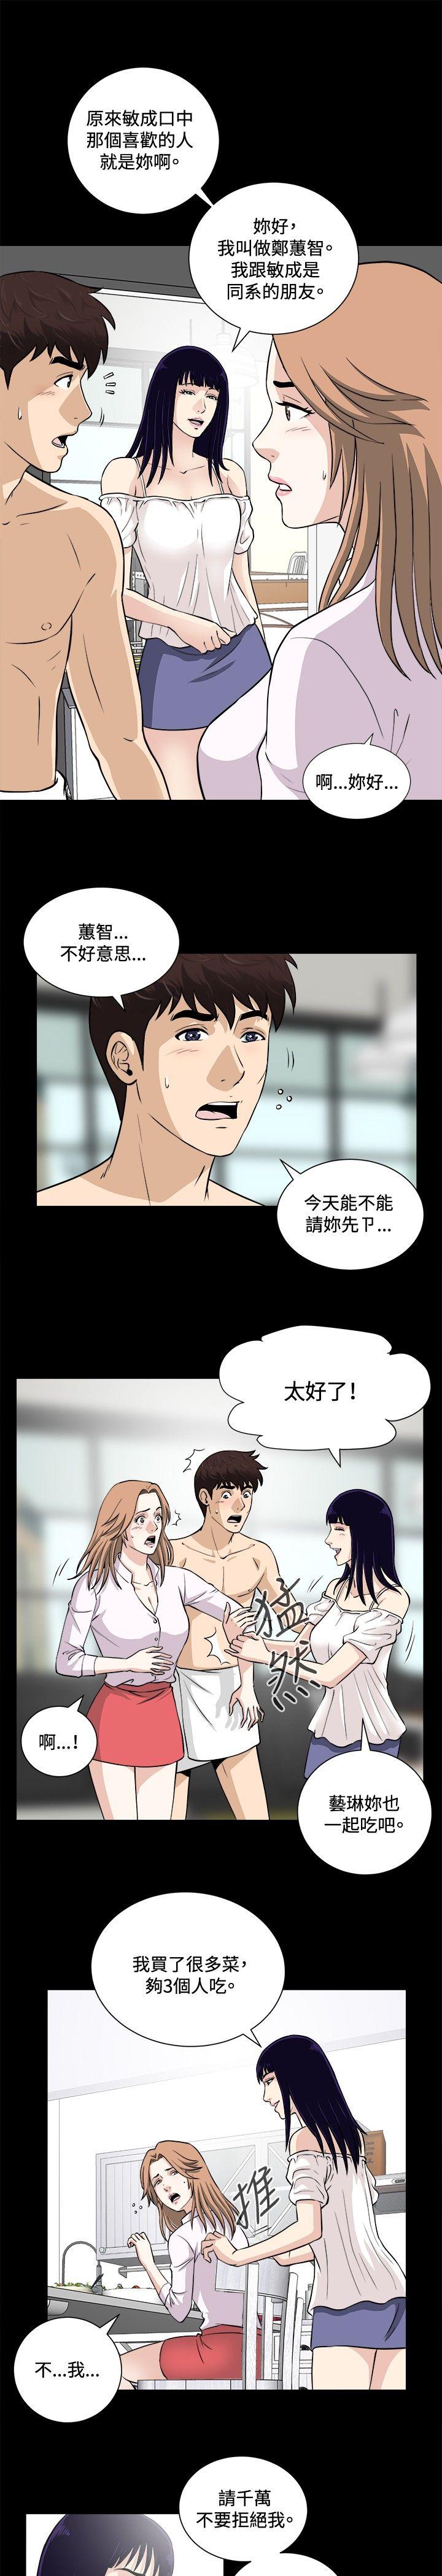 原來敏成口中
那個喜歡的人
就是妳啊。
妳好，
我叫做鄭蕙智。
我跟敏成是
同系的朋友。
啊…妳好…
蕙智…
不好意思…
今天能不能
請妳先ㄗ…
太好了！
猛
然
啊…！
藝琳妳也
一起吃吧。
我買了很多菜，
夠3個人吃。
推
不…我…
請千萬
不要拒絕我。